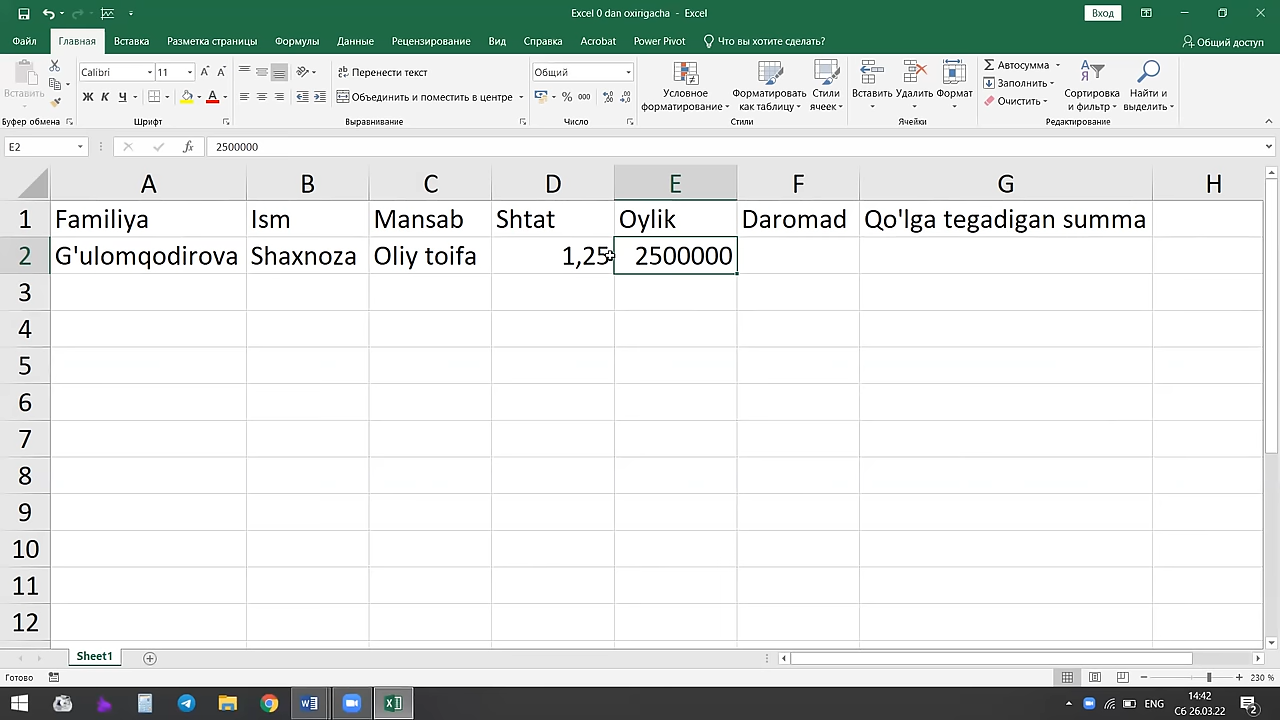 Excel 0 dan oxirigacha - Excel
Вход
Файл Главная Вставка Разметка страницы Формулы Данные Рецензирование Вид Справка Acrobat Power Pivot Что вы хотите сделать? Общий доступ
Вставить
Буфер обмена
Calibri 11
Ж К Ч
Шрифт
Перенести текст
Объединить и поместить в центре
Выравнивание
Общий
% 000
Число
Условное форматирование
Форматировать как таблицу
Стили ячеек
Стили
Вставить Удалить Формат
Ячейки
Автосумма
Заполнить
Очистить
Сортировка и фильтр
Найти и выделить
Редактирование
E2 fx 2500000
A B C D E F G H
1 Familiya Ism Mansab Shtat Oylik Daromad Qo'lga tegadigan summa
2 G'ulomqodirova Shaxnoza Oliy toifa 1,25 2500000
3
4
5
6
7
8
9
10
11
12
Sheet1
Готово 230 %
ENG 14:42
Сб 26.03.22
2